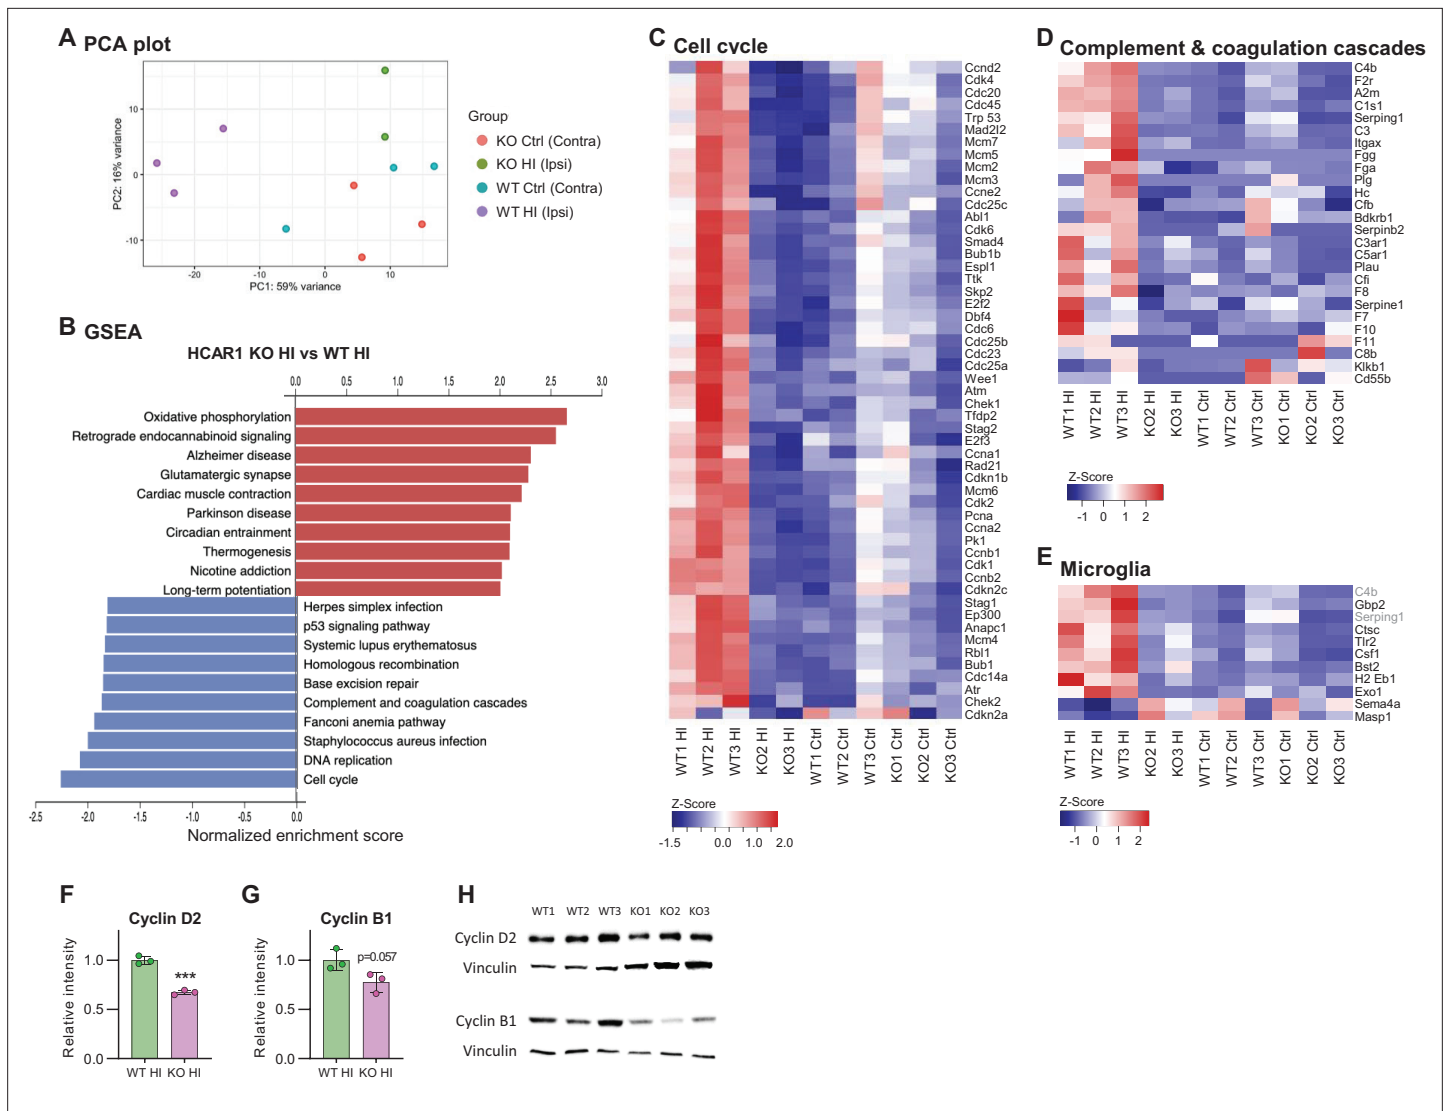 A PCA plot
10
0
-10
PC2: 16% variance
-20
-10
0
10
PC1: 59% variance
Group
KO Ctrl (Contra)
KO HI (Ipsi)
WT Ctrl (Contra)
WT HI (Ipsi)
B GSEA
HCAR1 KO HI vs WT HI
0.0 0.5 1.0 1.5 2.0 2.5 3.0
Oxidative phosphorylation
Retrograde endocannabinoid signaling
Alzheimer disease
Glutamatergic synapse
Cardiac muscle contraction
Parkinson disease
Circadian entrainment
Thermogenesis
Nicotine addiction
Long-term potentiation
Herpes simplex infection
p53 signaling pathway
Systemic lupus erythematosus
Homologous recombination
Base excision repair
Complement and coagulation cascades
Fanconi anemia pathway
Staphylococcus aureus infection
DNA replication
Cell cycle
-2.5 -2.0 -1.5 -1.0 -0.5 0.0
Normalized enrichment score
C Cell cycle
Ccnd2
Cdk4
Cdc20
Cdc45
Trp 53
Mad2l2
Mcm7
Mcm5
Mcm2
Mcm3
Ccne2
Cdc25c
Abl1
Cdk6
Smad4
Bub1b
Espl1
Ttk
Skp2
E2f2
Dbf4
Cdc6
Cdc25b
Cdc23
Cdc25a
Wee1
Atm
Chek1
Tfdp2
Stag2
E2f3
Ccna1
Rad21
Cdkn1b
Mcm6
Cdk2
Pcna
Ccna2
Pk1
Ccnb1
Cdk1
Ccnb2
Cdkn2c
Stag1
Ep300
Anapc1
Mcm4
Rbl1
Bub1
Cdc14a
Atr
Chek2
Cdkn2a
WT1 HI
WT2 HI
WT3 HI
KO2 HI
KO3 HI
WT1 Ctrl
WT2 Ctrl
WT3 Ctrl
KO1 Ctrl
KO2 Ctrl
KO3 Ctrl
Z-Score
-1.5 0.0 1.0 2.0
D Complement & coagulation cascades
C4b
F2r
A2m
C1s1
Serping1
C3
Itgax
Fgg
Fga
Plg
Hc
Cfb
Bdkrb1
Serpinb2
C3ar1
C5ar1
Plau
Cfi
F8
Serpine1
F7
F10
F11
C8b
Klkb1
Cd55b
WT1 HI
WT2 HI
WT3 HI
KO2 HI
KO3 HI
WT1 Ctrl
WT2 Ctrl
WT3 Ctrl
KO1 Ctrl
KO2 Ctrl
KO3 Ctrl
Z-Score
-1 0 1 2
E Microglia
C4b
Gbp2
Serping1
Ctsc
Tlr2
Csf1
Bst2
H2 Eb1
Exo1
Sema4a
Masp1
WT1 HI
WT2 HI
WT3 HI
KO2 HI
KO3 HI
WT1 Ctrl
WT2 Ctrl
WT3 Ctrl
KO1 Ctrl
KO2 Ctrl
KO3 Ctrl
Z-Score
-1 0 1 2
F
Cyclin D2
Relative intensity
1.0
0.5
0.0
***
WT HI KO HI
G
Cyclin B1
Relative intensity
1.0
0.5
0.0
p=0.057
WT HI KO HI
H
WT1 WT2 WT3 KO1 KO2 KO3
Cyclin D2
Vinculin
Cyclin B1
Vinculin